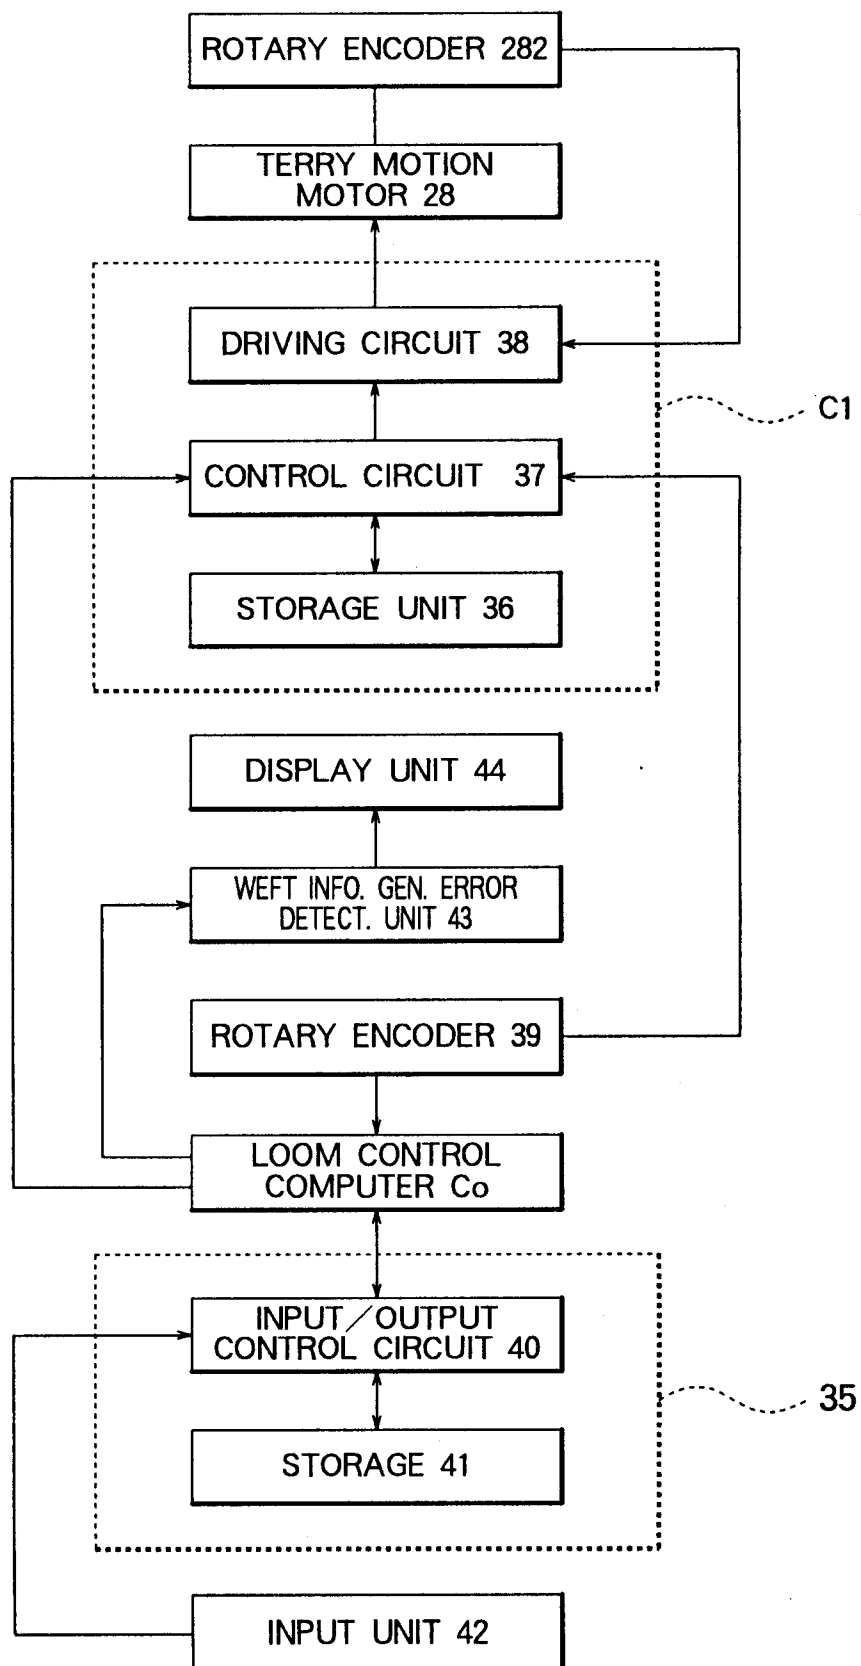 ROTARY ENCODER 282
TERRY MOTION
MOTOR 28
DRIVING CIRCUIT 38
C1
CONTROL CIRCUIT 37
STORAGE UNIT 36
DISPLAY UNIT 44
WEFT INFO. GEN. ERROR
DETECT. UNIT 43
ROTARY ENCODER 39
LOOM CONTROL
COMPUTER Co
INPUT/OUTPUT
CONTROL CIRCUIT 40
35
STORAGE 41
INPUT UNIT 42